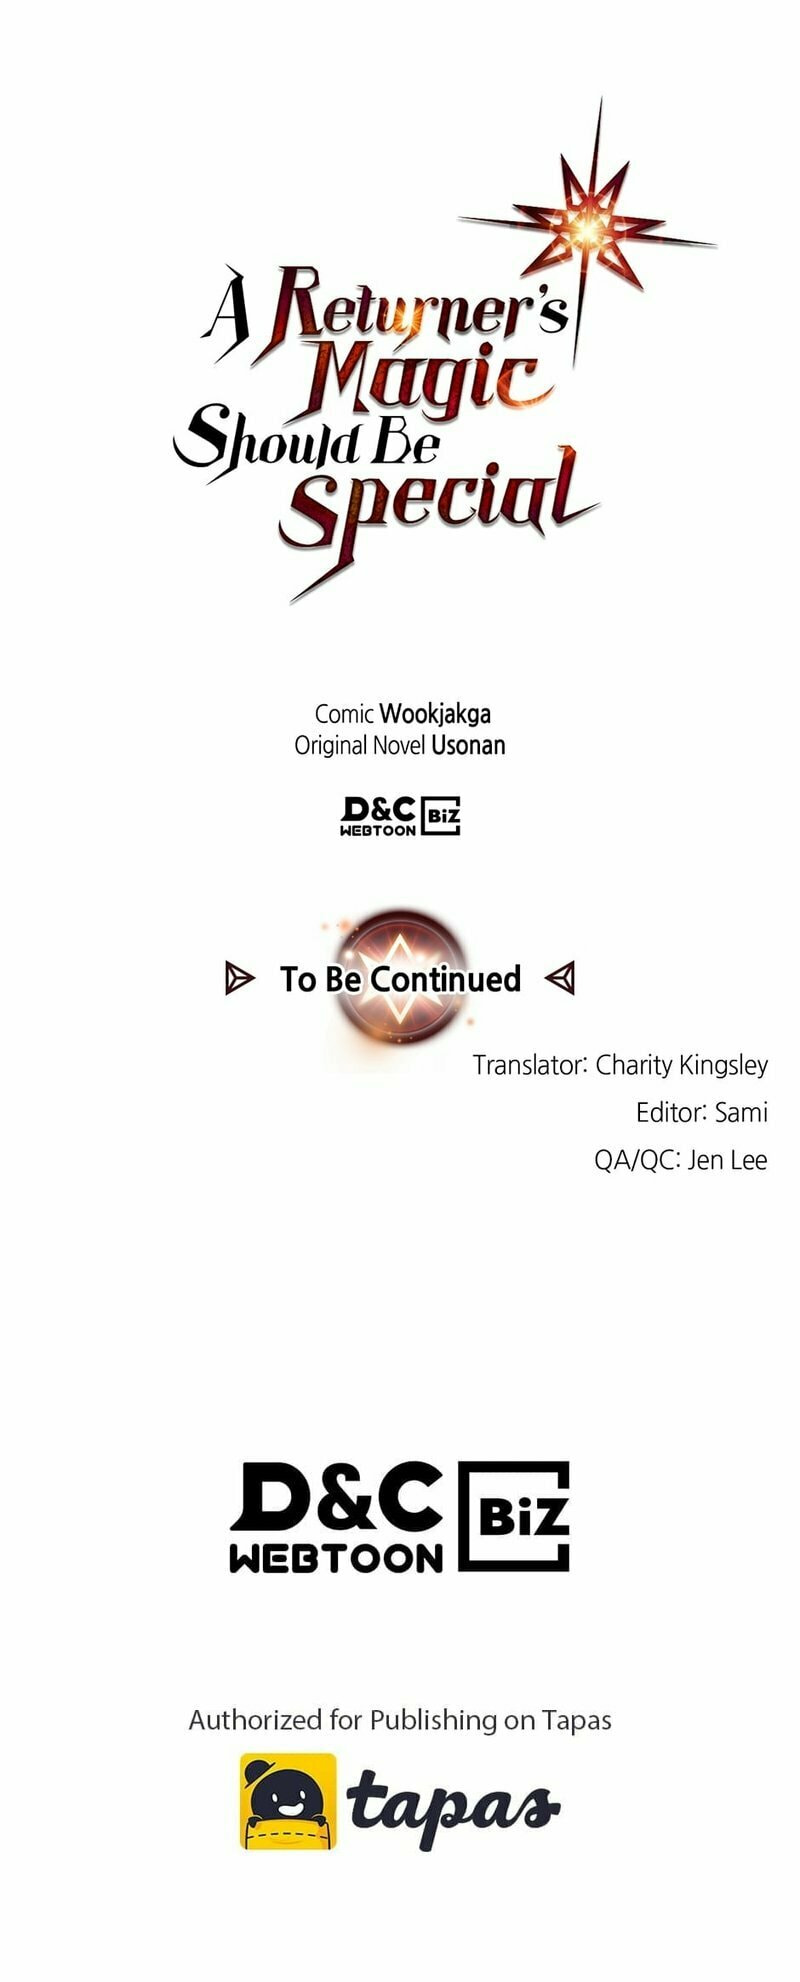 A Returner's
Magic
Should Be
Special
Comic Wookjakga
Original Novel Usonan
D&C
WEBTOON
BiZ
To Be Continued
Translator: Charity Kingsley
Editor: Sami
QA/QC: Jen Lee
D&C
WEBTOON
BiZ
Authorized for Publishing on Tapas
tapas